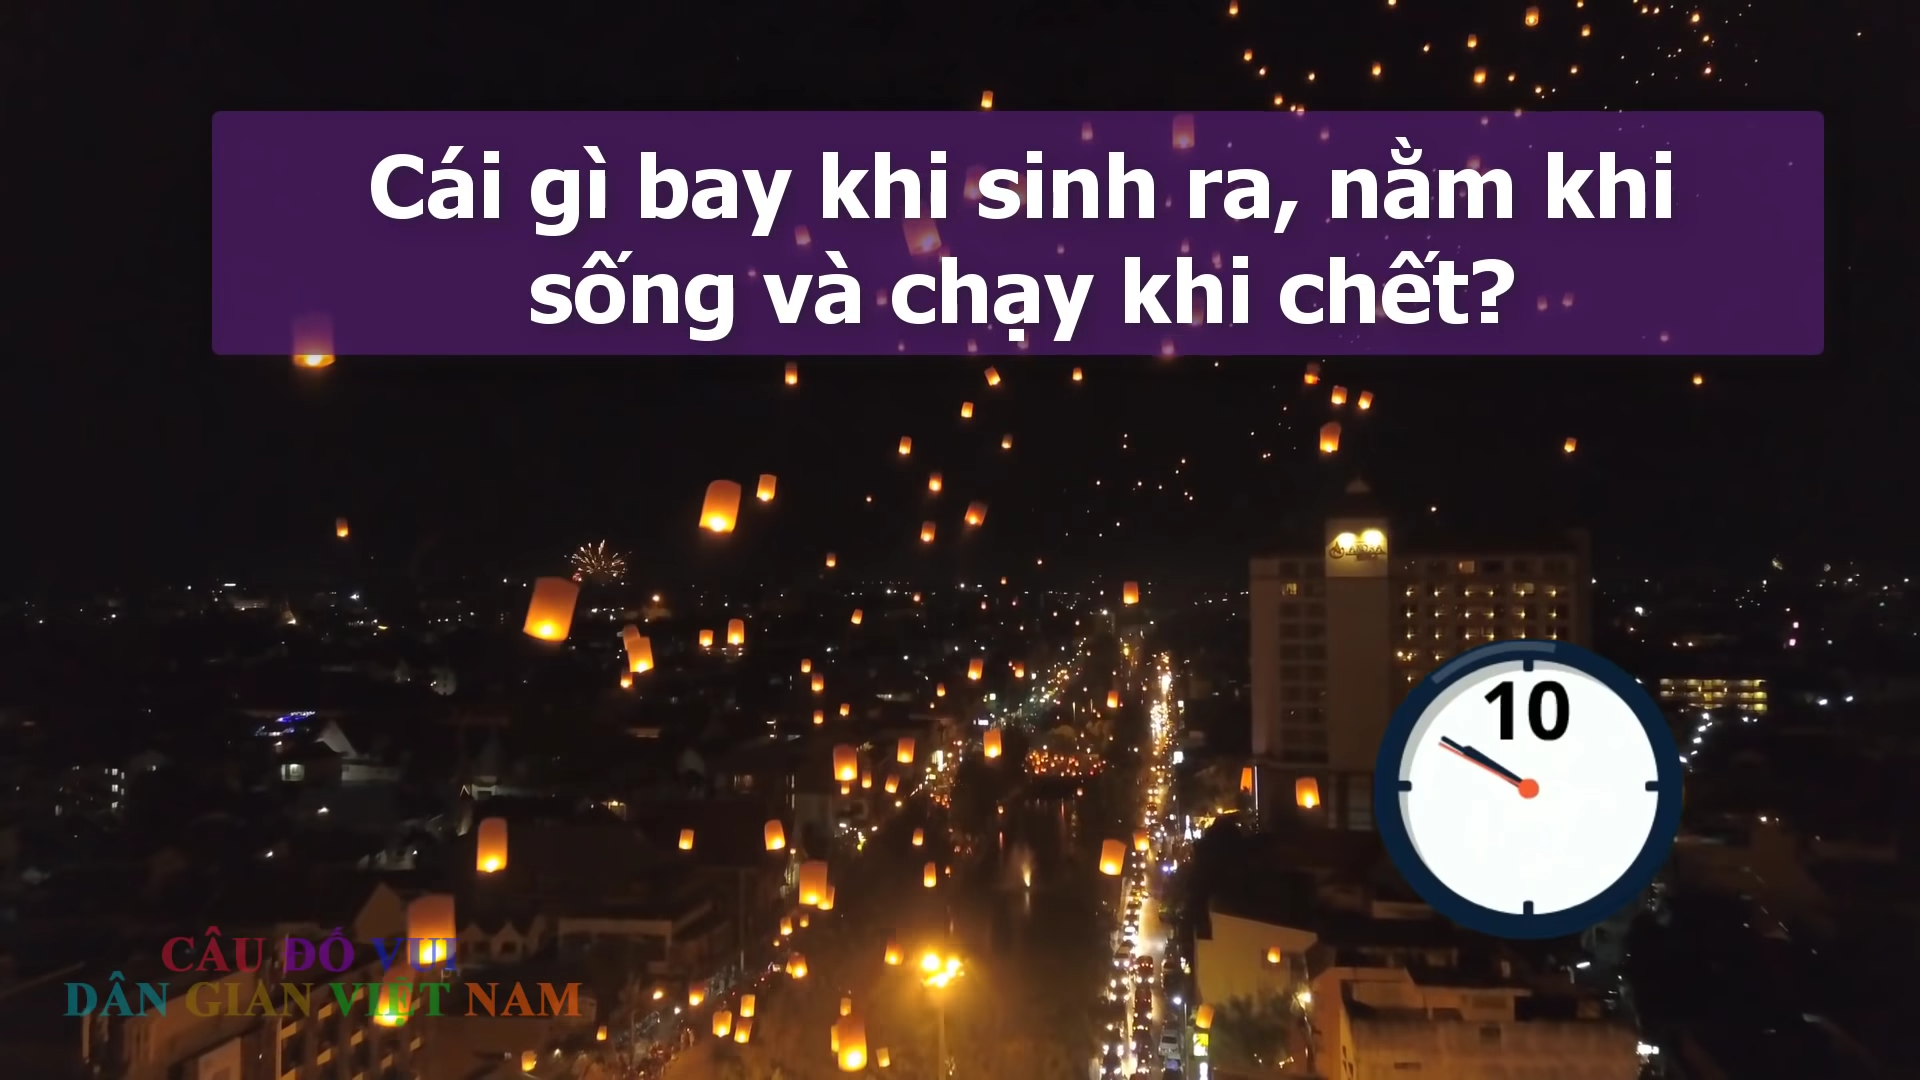 Cái gì bay khi sinh ra, nằm khi
sống và chạy khi chết?
10
CÂU ĐỐ VUI
DÂN GIAN VIỆT NAM